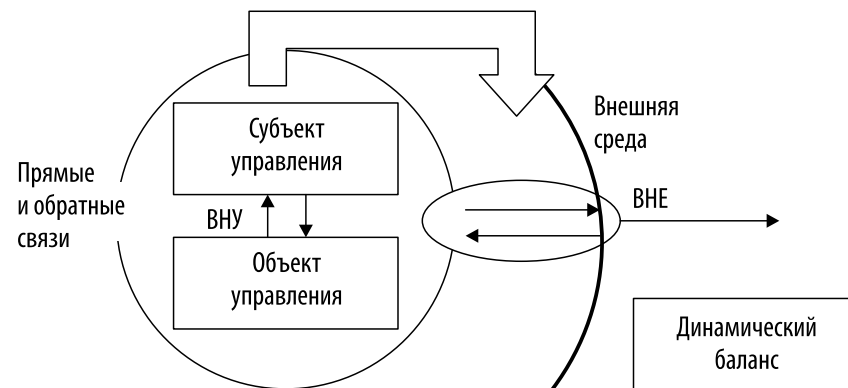 Субъект
управления
Внешняя
среда
Прямые
и обратные
связи
ВНУ
ВНЕ
Объект
управления
Динамический
баланс